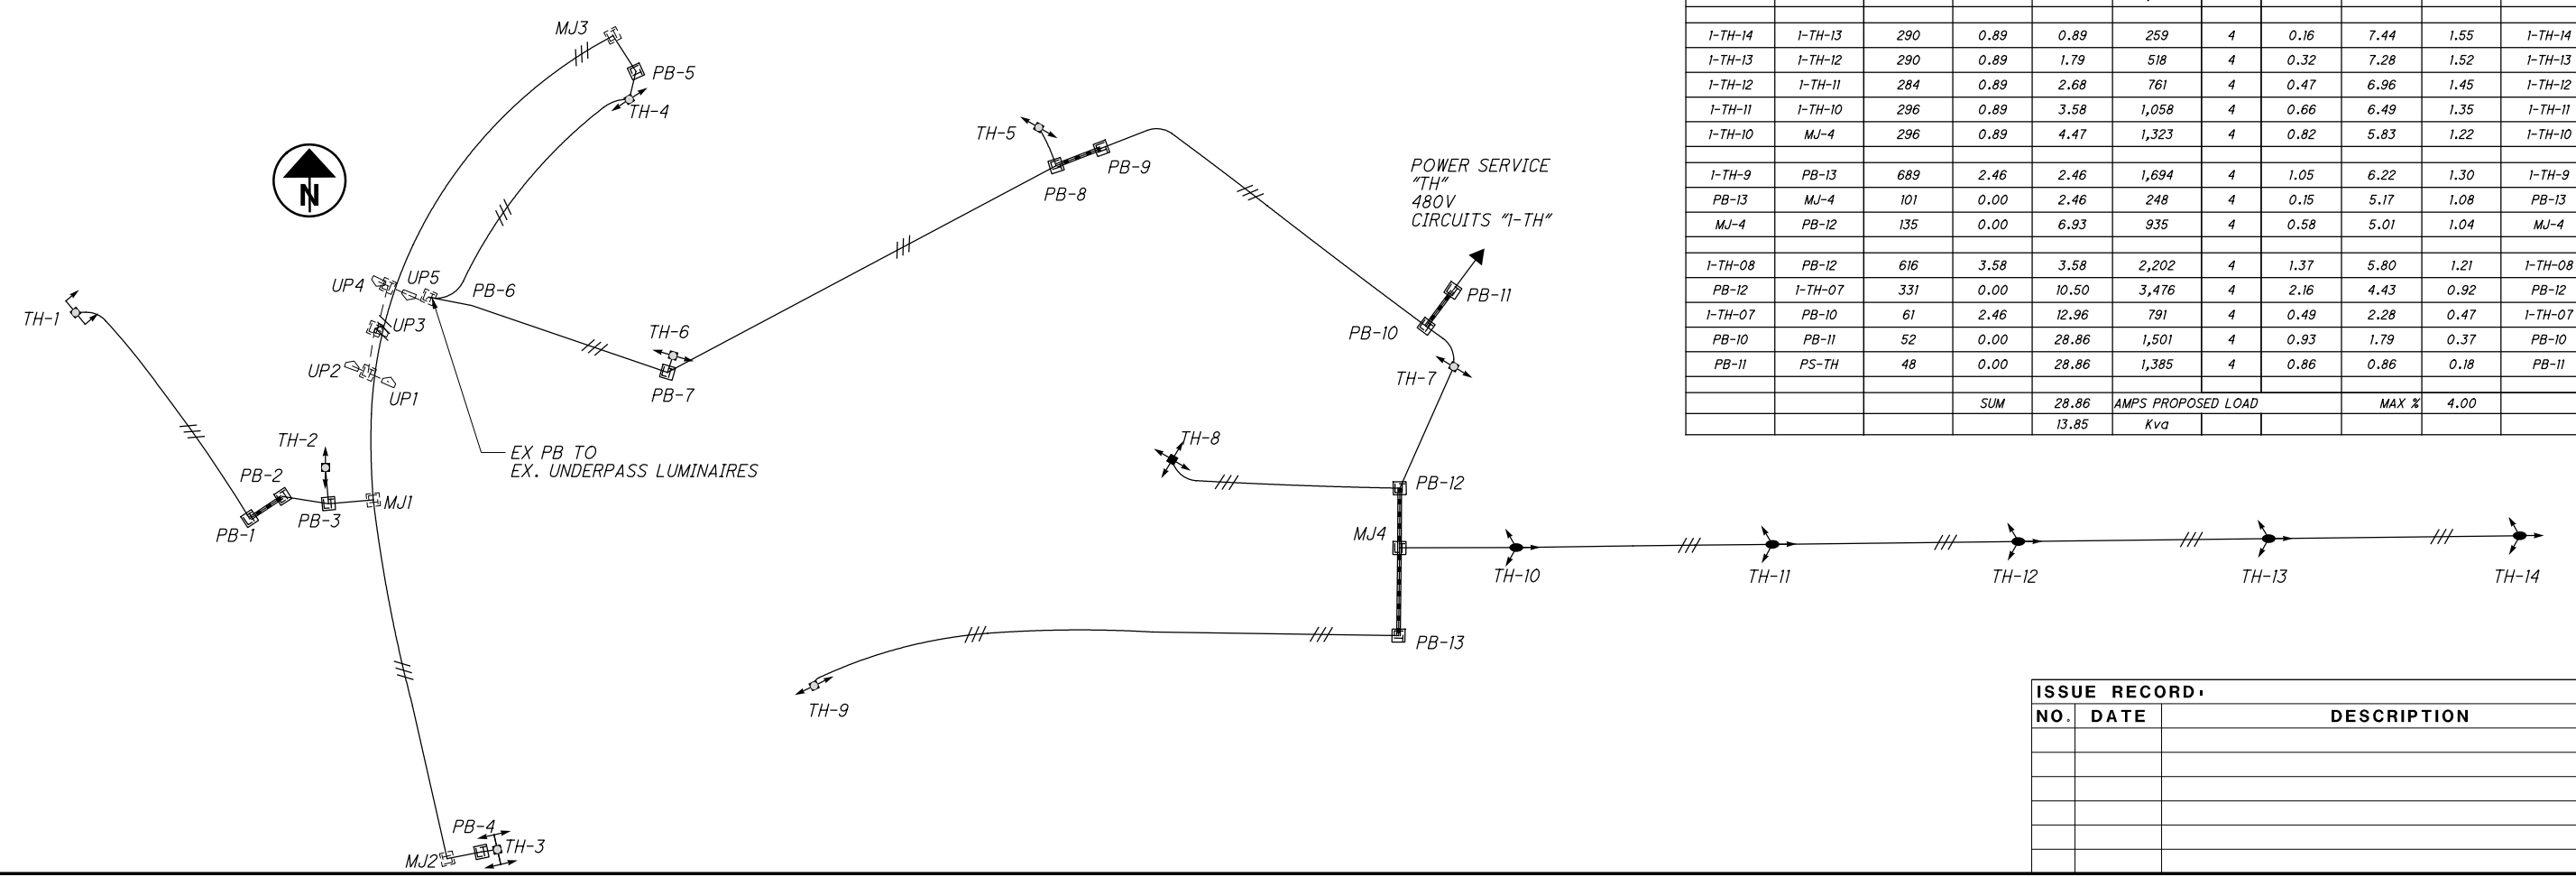 MJ3
PB-5
TH-4
N
TH-5
PB-9
PB-8
POWER SERVICE
"TH"
480V
CIRCUITS "1-TH"
UP4
UP5
PB-6
PB-11
TH-1
UP3
TH-6
PB-10
UP2
UP1
PB-7
TH-7
TH-2
EX PB TO
EX. UNDERPASS LUMINAIRES
TH-8
PB-2
PB-12
PB-1
PB-3
MJ1
MJ4
TH-10
TH-11
TH-12
TH-13
TH-14
PB-13
TH-9
PB-4
TH-3
MJ2
1-TH-14 1-TH-13 290 0.89 0.89 259 4 0.16 7.44 1.55 1-TH-14
1-TH-13 1-TH-12 290 0.89 1.79 518 4 0.32 7.28 1.52 1-TH-13
1-TH-12 1-TH-11 284 0.89 2.68 761 4 0.47 6.96 1.45 1-TH-12
1-TH-11 1-TH-10 296 0.89 3.58 1,058 4 0.66 6.49 1.35 1-TH-11
1-TH-10 MJ-4 296 0.89 4.47 1,323 4 0.82 5.83 1.22 1-TH-10
1-TH-9 PB-13 689 2.46 2.46 1,694 4 1.05 6.22 1.30 1-TH-9
PB-13 MJ-4 101 0.00 2.46 248 4 0.15 5.17 1.08 PB-13
MJ-4 PB-12 135 0.00 6.93 935 4 0.58 5.01 1.04 MJ-4
1-TH-08 PB-12 616 3.58 3.58 2,202 4 1.37 5.80 1.21 1-TH-08
PB-12 1-TH-07 331 0.00 10.50 3,476 4 2.16 4.43 0.92 PB-12
1-TH-07 PB-10 61 2.46 12.96 791 4 0.49 2.28 0.47 1-TH-07
PB-10 PB-11 52 0.00 28.86 1,501 4 0.93 1.79 0.37 PB-10
PB-11 PS-TH 48 0.00 28.86 1,385 4 0.86 0.86 0.18 PB-11
SUM 28.86 AMPS PROPOSED LOAD MAX % 4.00
13.85 Kva
ISSUE RECORD:
NO. DATE DESCRIPTION